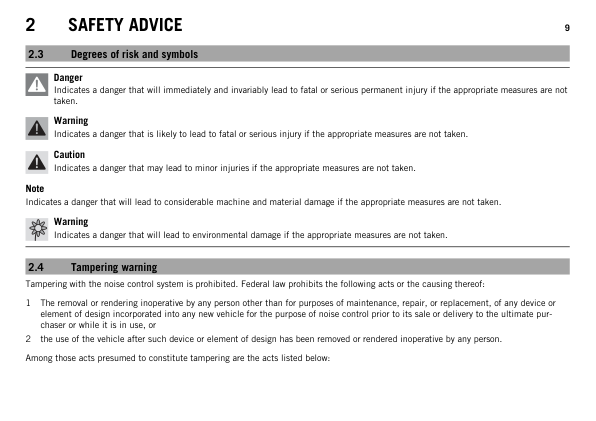 2 SAFETY ADVICE 9
2.3 Degrees of risk and symbols
Danger
Indicates a danger that will immediately and invariably lead to fatal or serious permanent injury if the appropriate measures are not
taken.
Warning
Indicates a danger that is likely to lead to fatal or serious injury if the appropriate measures are not taken.
Caution
Indicates a danger that may lead to minor injuries if the appropriate measures are not taken.
Note
Indicates a danger that will lead to considerable machine and material damage if the appropriate measures are not taken.
Warning
Indicates a danger that will lead to environmental damage if the appropriate measures are not taken.
2.4 Tampering warning
Tampering with the noise control system is prohibited. Federal law prohibits the following acts or the causing thereof:
1 The removal or rendering inoperative by any person other than for purposes of maintenance, repair, or replacement, of any device or
element of design incorporated into any new vehicle for the purpose of noise control prior to its sale or delivery to the ultimate pur-
chaser or while it is in use, or
2 the use of the vehicle after such device or element of design has been removed or rendered inoperative by any person.
Among those acts presumed to constitute tampering are the acts listed below: